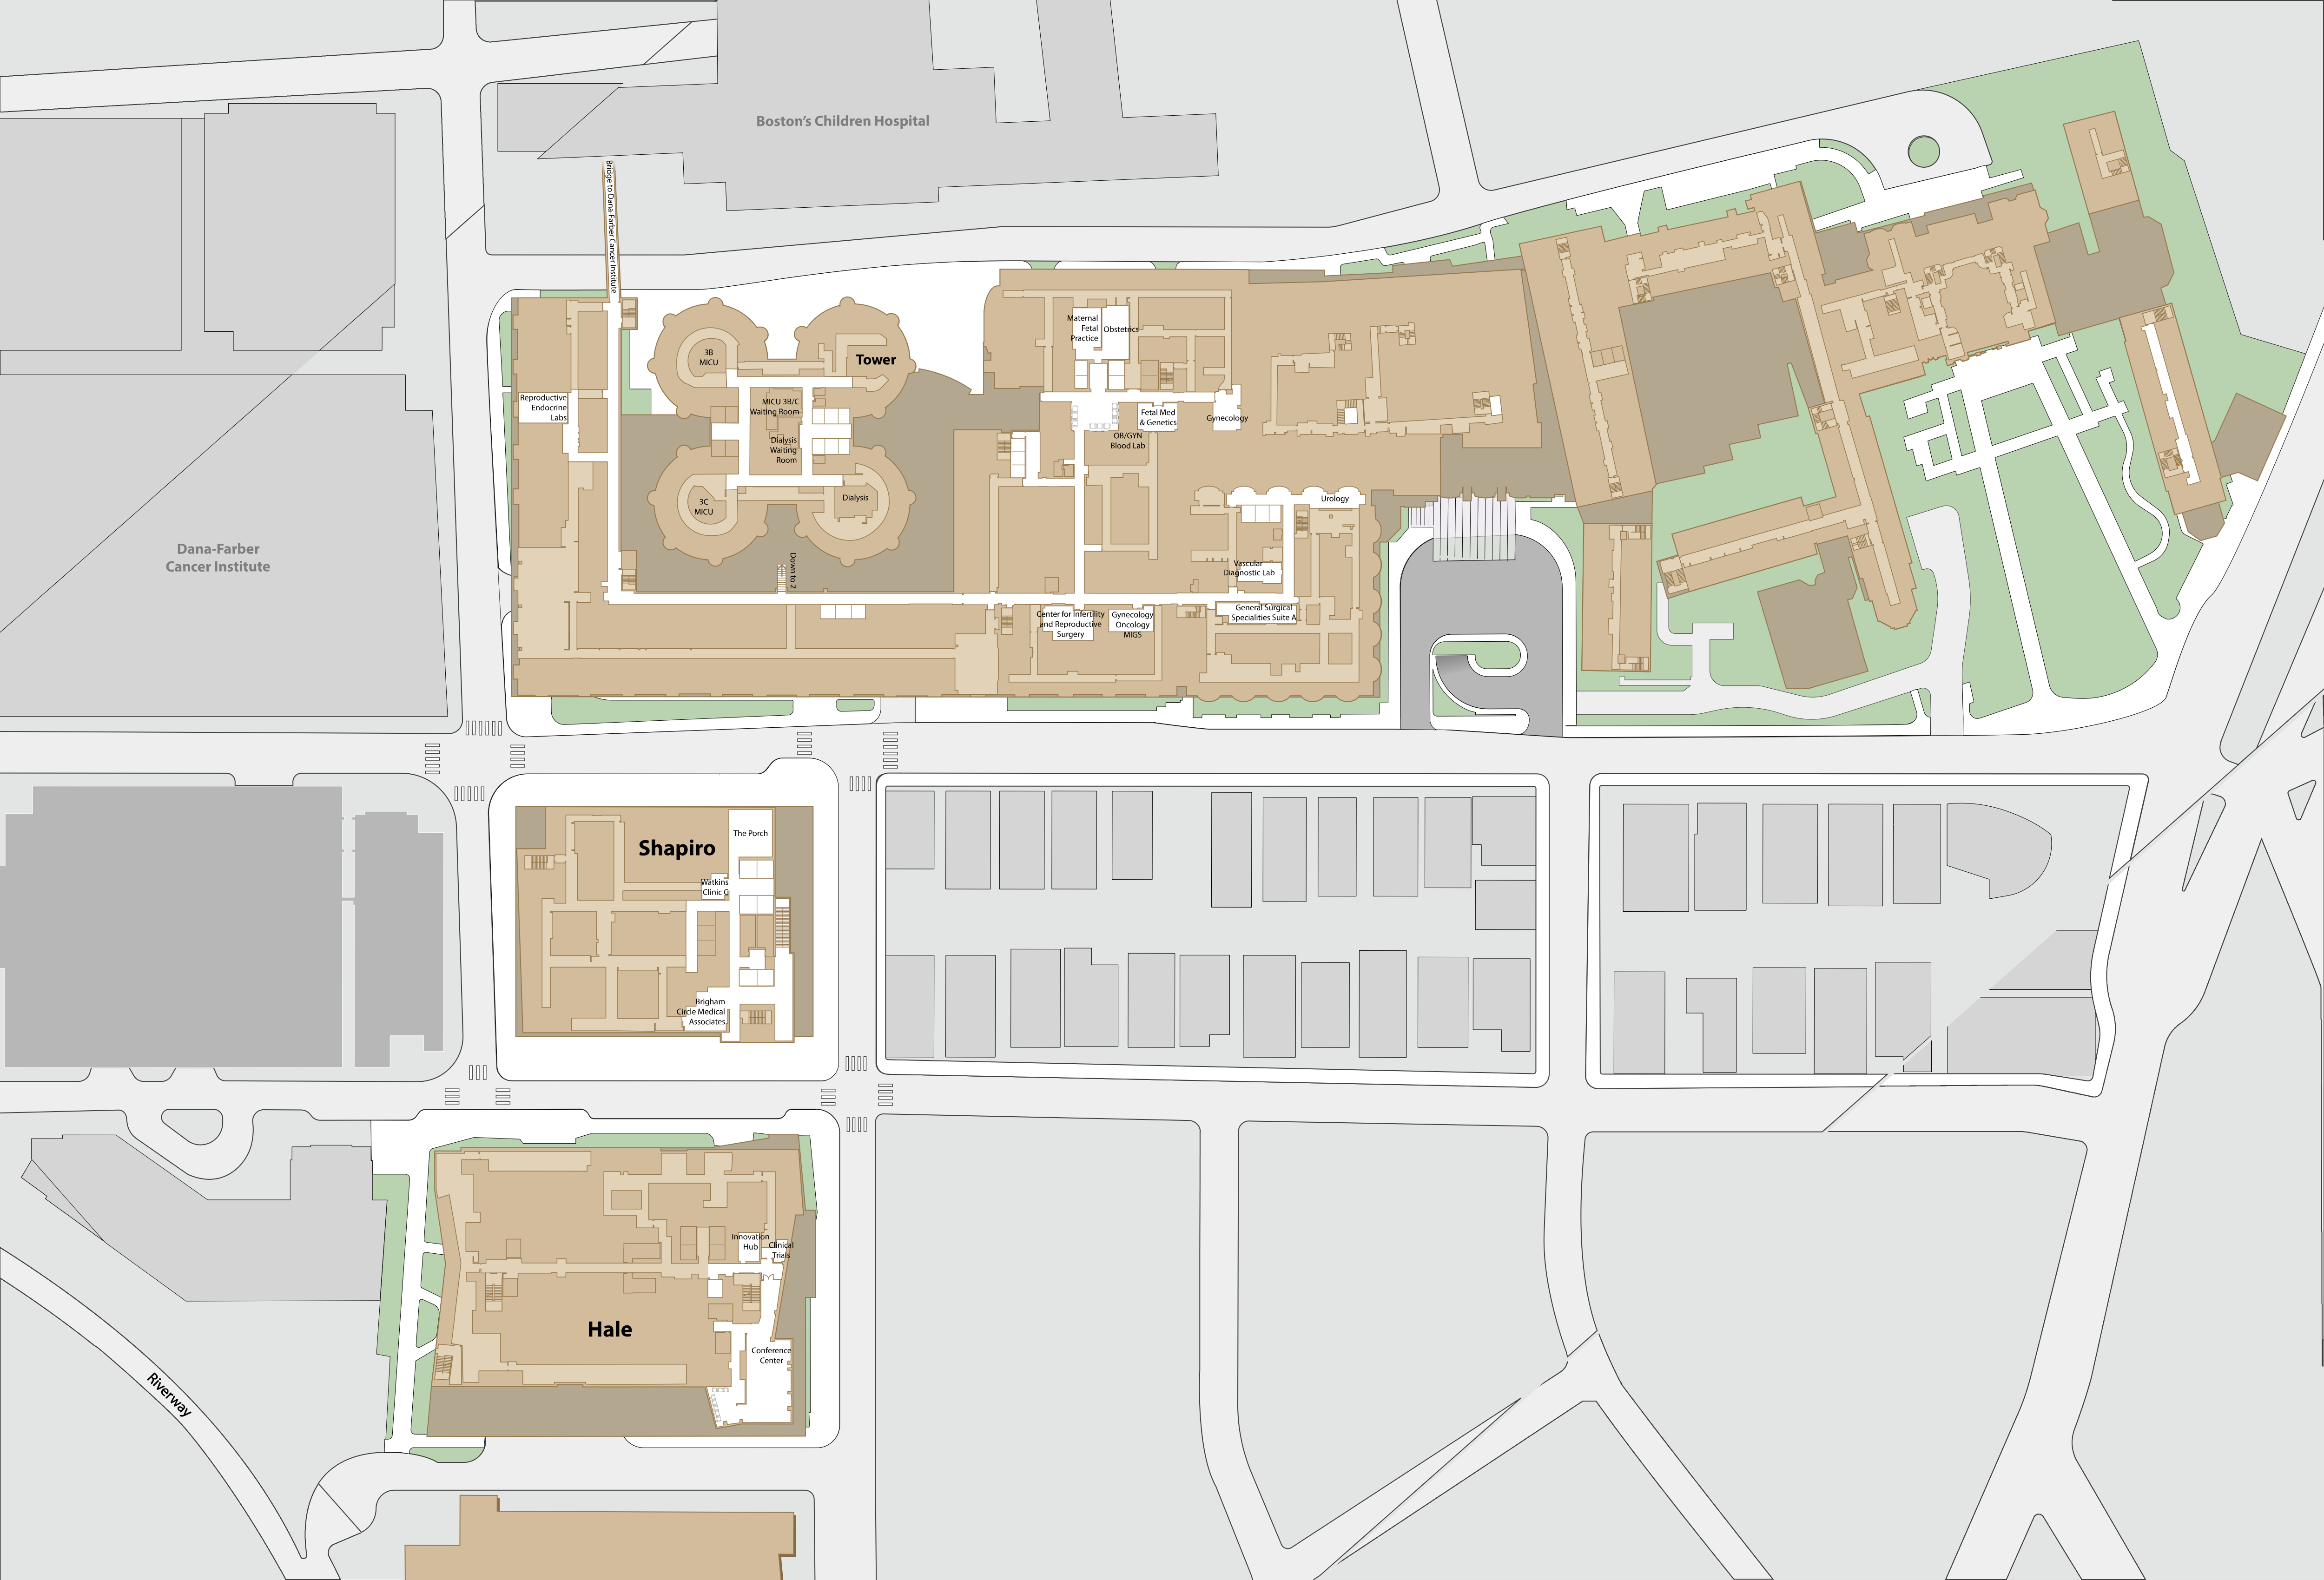 Boston's Children Hospital
Bridge to Dana-Farber Cancer Institute
Dana-Farber
Cancer Institute
Tower
3B
MICU
MICU 3B/C
Waiting Room
Dialysis
Waiting
Room
3C
MICU
Dialysis
Down to 2
Reproductive
Endocrine
Labs
Maternal
Fetal
Practice
Obstetrics
Fetal Med
& Genetics
Gynecology
OB/GYN
Blood Lab
Urology
Vascular
Diagnostic Lab
General Surgical
Specialities Suite A
Center for Infertility
and Reproductive
Surgery
Gynecology
Oncology
MIGS
Shapiro
The Porch
Watkins
Clinic C
Brigham
Circle Medical
Associates
Hale
Innovation
Hub
Clinical
Trials
Conference
Center
Riverway